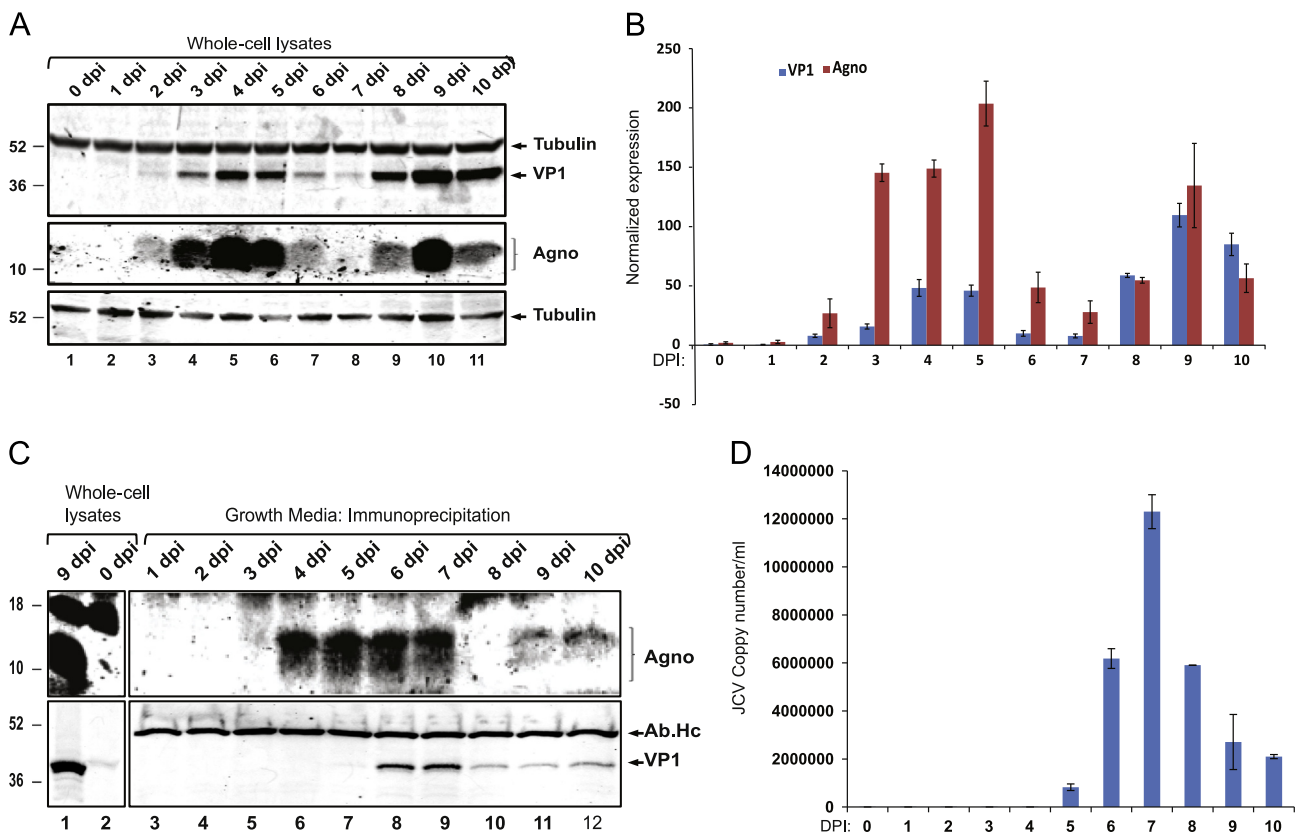 A
Whole-cell lysates
0 dpi 1 dpi 2 dpi 3 dpi 4 dpi 5 dpi 6 dpi 7 dpi 8 dpi 9 dpi 10 dpi
52
Tubulin
VP1
36
Agno
10
52
Tubulin
1 2 3 4 5 6 7 8 9 10 11
B
VP1 Agno
Normalized expression
250
200
150
100
50
0
-50
DPI: 0 1 2 3 4 5 6 7 8 9 10
C
Whole-cell
lysates
Growth Media: Immunoprecipitation
9 dpi 0 dpi 1 dpi 2 dpi 3 dpi 4 dpi 5 dpi 6 dpi 7 dpi 8 dpi 9 dpi 10 dpi
18
10
Agno
52
Ab.Hc
VP1
36
1 2 3 4 5 6 7 8 9 10 11 12
D
JCV Coppy number/ml
14000000
12000000
10000000
8000000
6000000
4000000
2000000
0
DPI: 0 1 2 3 4 5 6 7 8 9 10